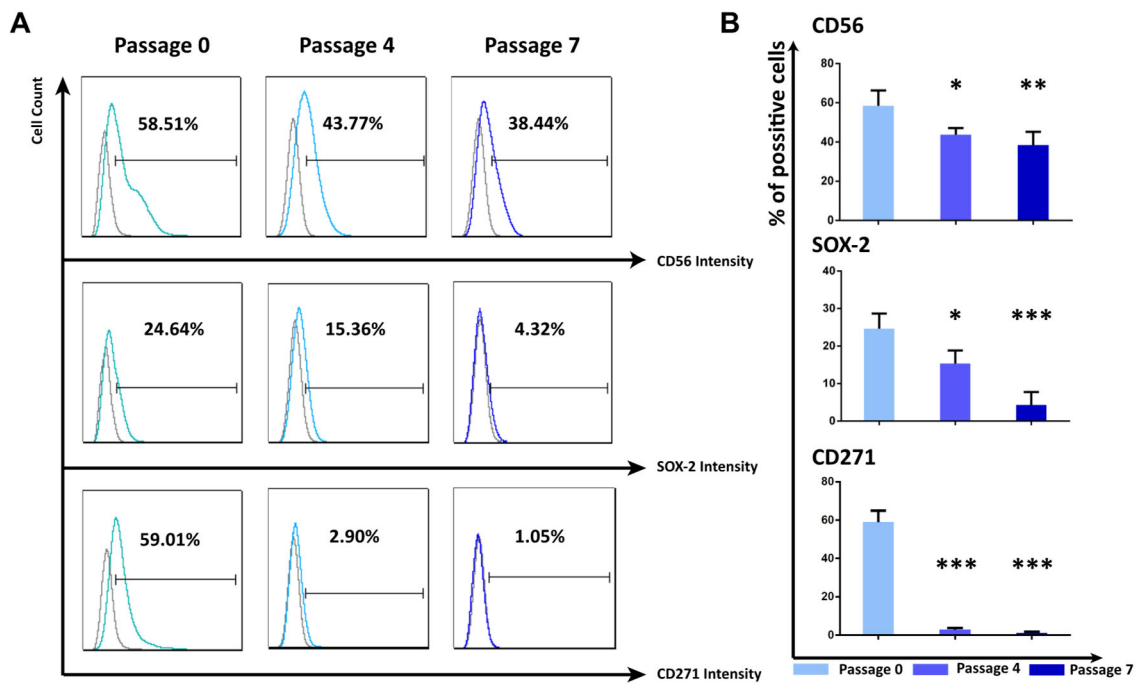 A
Passage 0 Passage 4 Passage 7
Cell Count
58.51% 43.77% 38.44%
CD56 Intensity
24.64% 15.36% 4.32%
SOX-2 Intensity
59.01% 2.90% 1.05%
CD271 Intensity
B
% of possitive cells
CD56
80
60
40
20
0
* **
SOX-2
40
30
20
10
0
* ***
CD271
80
60
40
20
0
*** ***
Passage 0 Passage 4 Passage 7